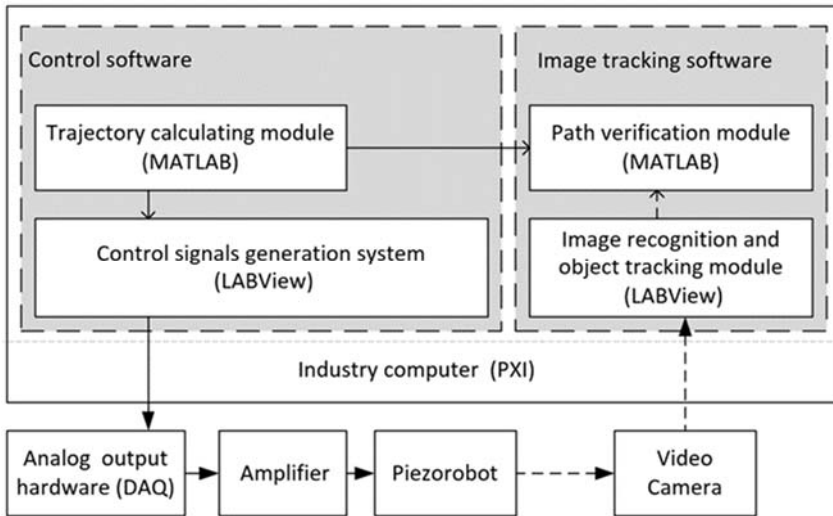 Control software
Trajectory calculating module
(MATLAB)
Control signals generation system
(LABView)
Image tracking software
Path verification module
(MATLAB)
Image recognition and
object tracking module
(LABView)
Industry computer (PXI)
Analog output
hardware (DAQ)
Amplifier
Piezorobot
Video
Camera